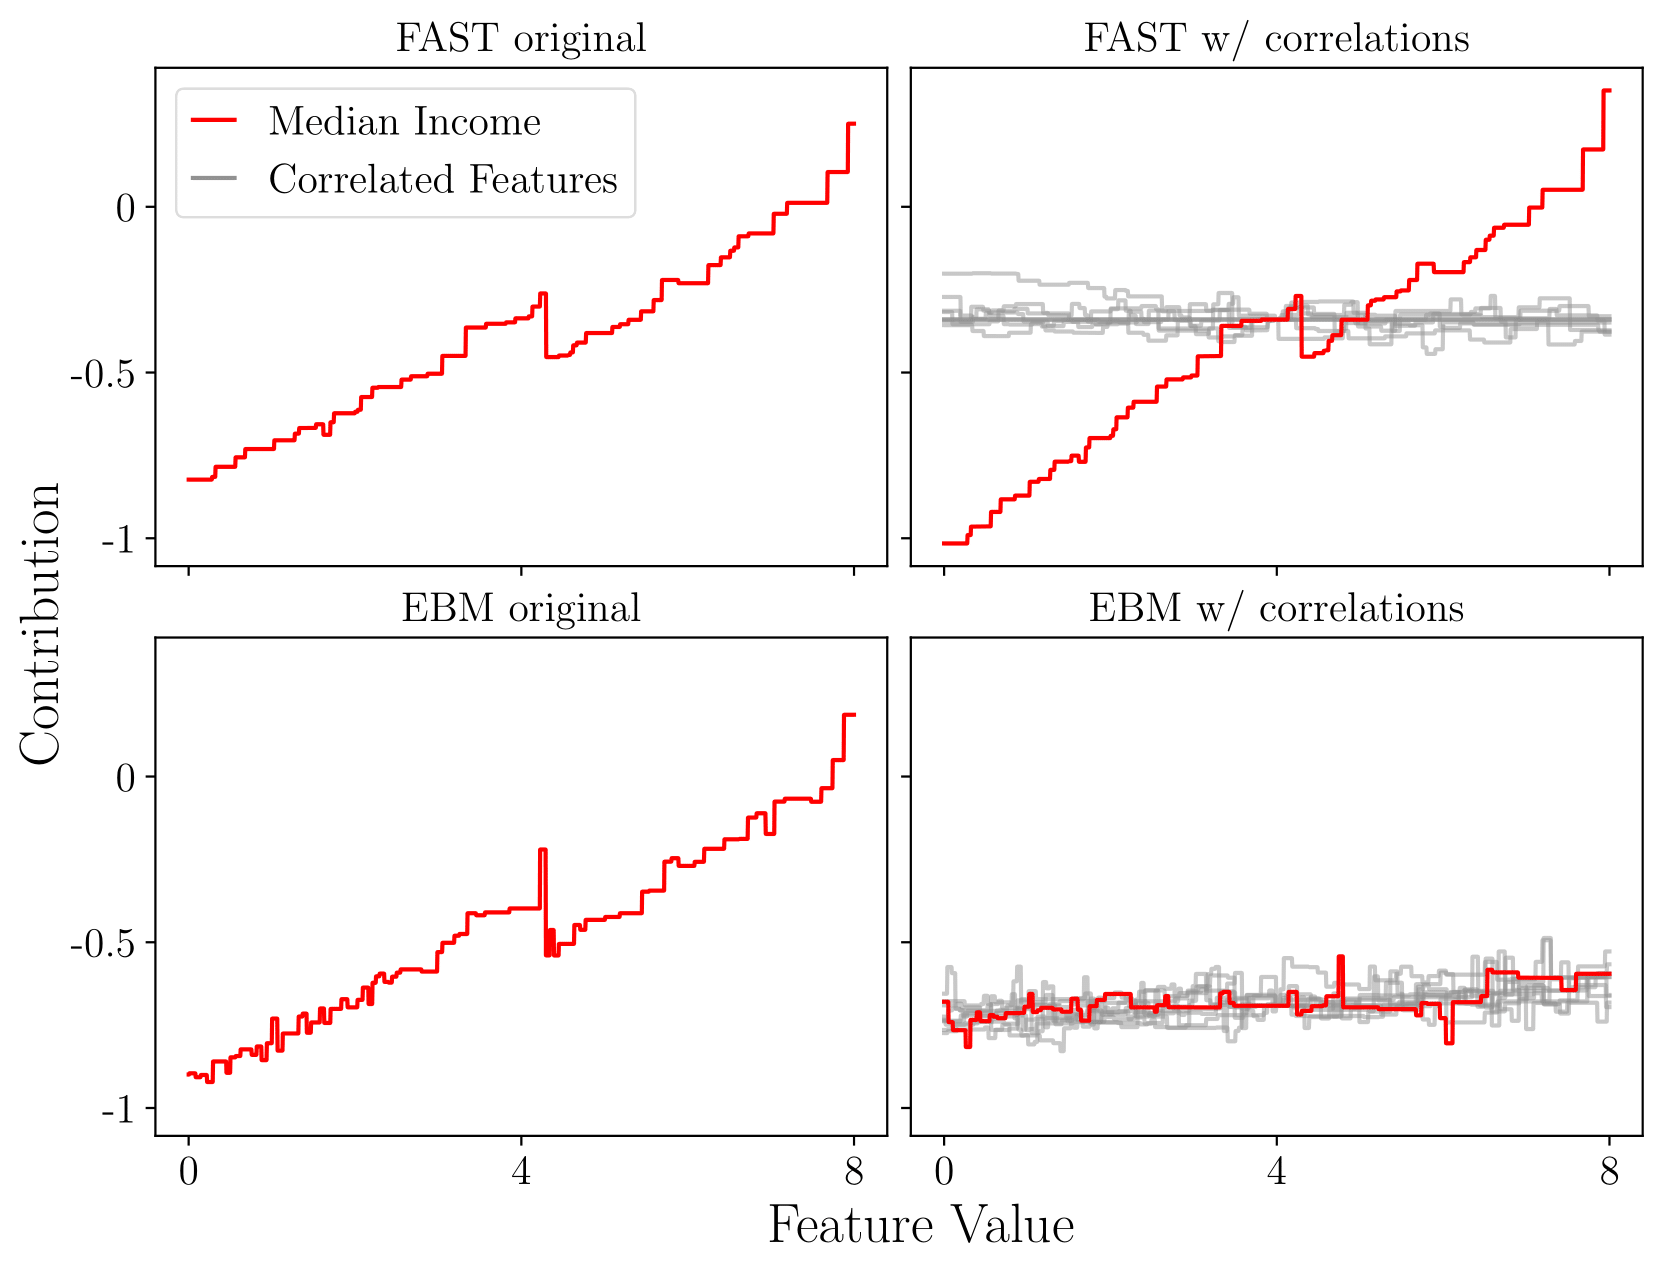 FAST original
FAST w/ correlations
Median Income
Correlated Features
0
-0.5
-1
EBM original
EBM w/ correlations
Contribution
0
-0.5
-1
0 4 8
0 4 8
Feature Value